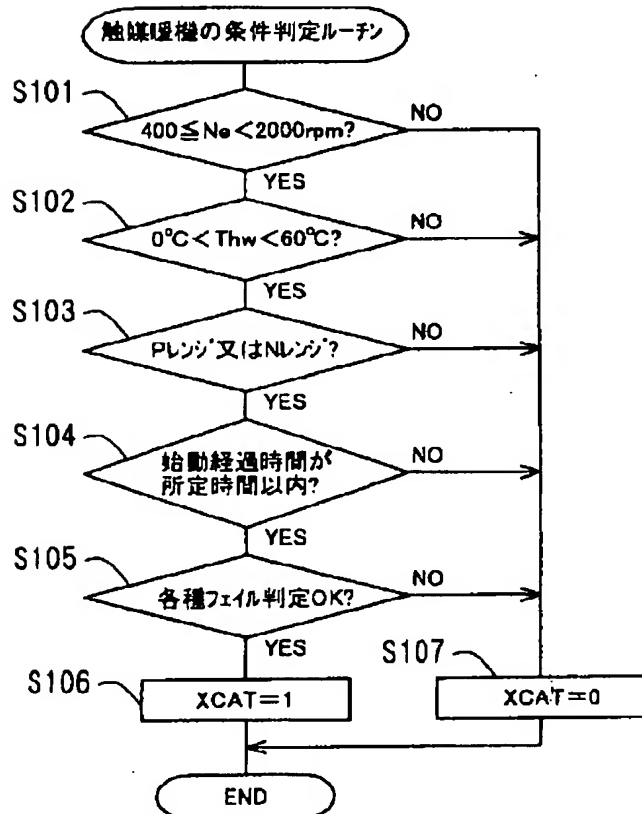 触媒暖機の条件判定ルーチン
S101
400≦Ne<2000rpm?
NO
YES
S102
0°C<Thw<60°C?
NO
YES
S103
Pレンジ又はNレンジ?
NO
YES
S104
始動経過時間が
所定時間以内?
NO
YES
S105
各種フェイル判定OK?
NO
YES
S106
XCAT=1
S107
XCAT=0
END